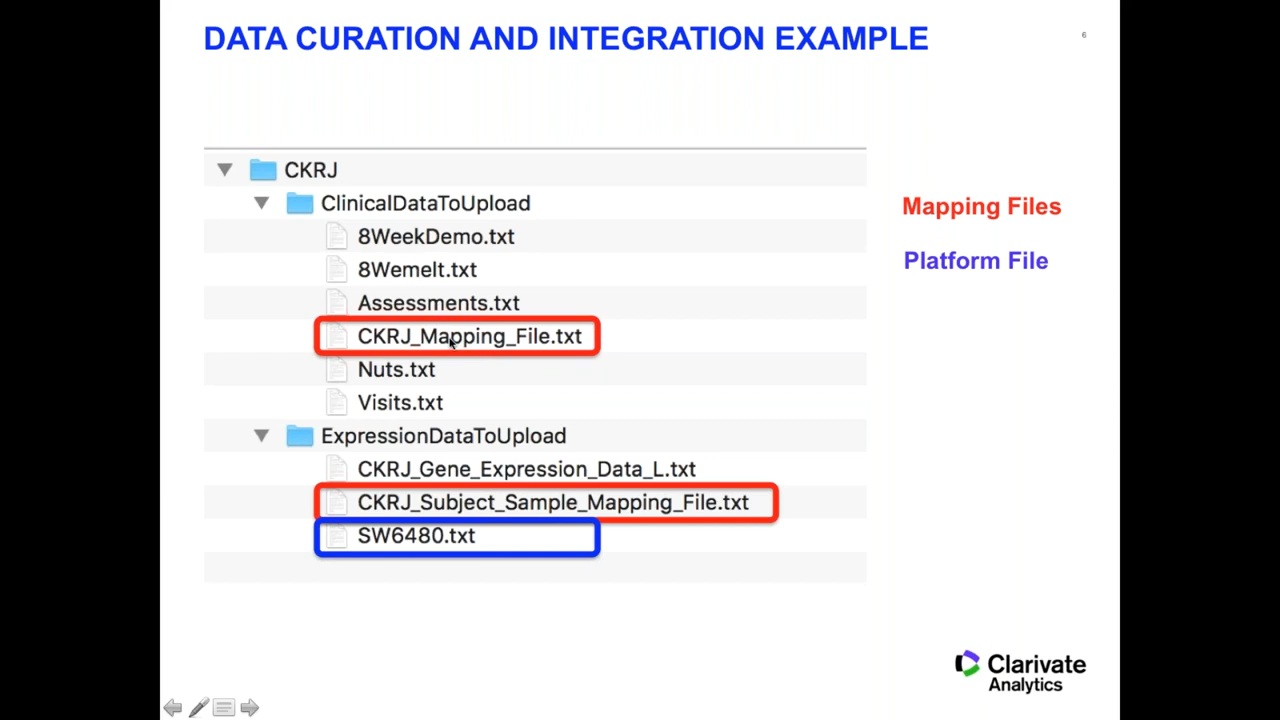 DATA CURATION AND INTEGRATION EXAMPLE
6
CKRJ
ClinicalDataToUpload
8WeekDemo.txt
8Wemelt.txt
Assessments.txt
CKRJ_Mapping_File.txt
Nuts.txt
Visits.txt
ExpressionDataToUpload
CKRJ_Gene_Expression_Data_L.txt
CKRJ_Subject_Sample_Mapping_File.txt
SW6480.txt
Mapping Files
Platform File
Clarivate
Analytics